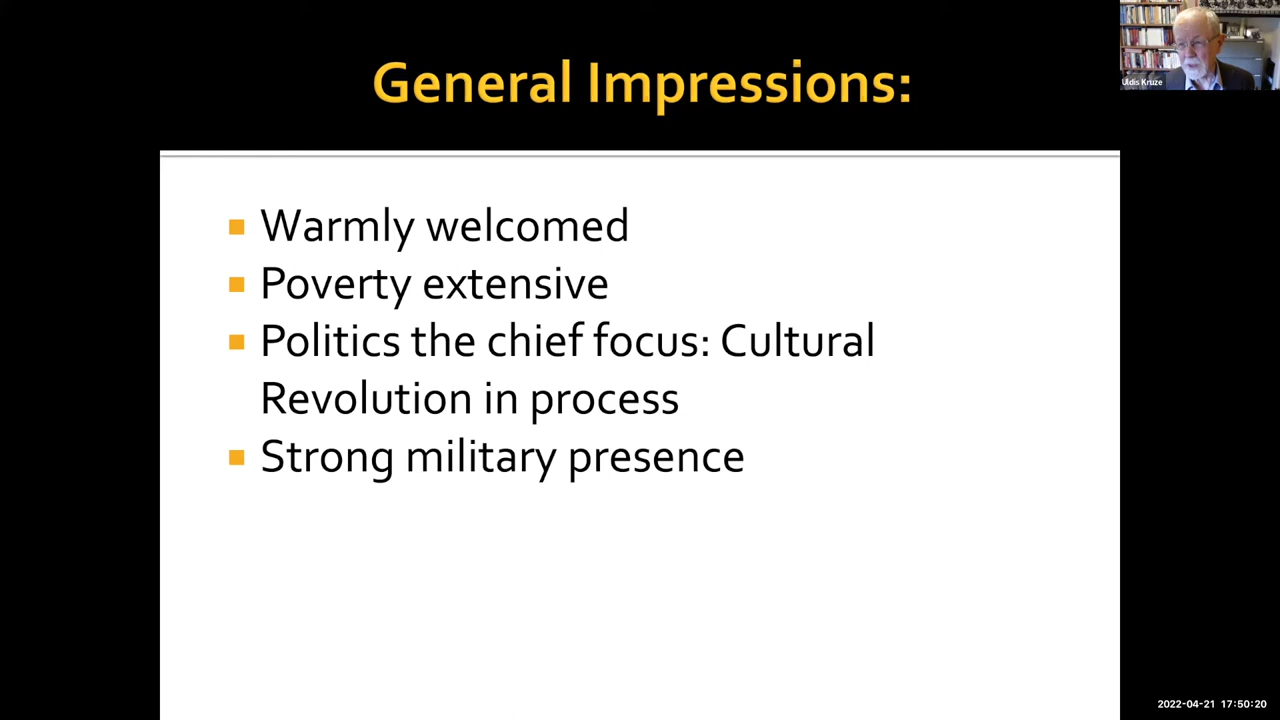 General Impressions:
Uldis Kruze
Warmly welcomed
Poverty extensive
Politics the chief focus: Cultural
Revolution in process
Strong military presence
2022-04-21 17:50:20